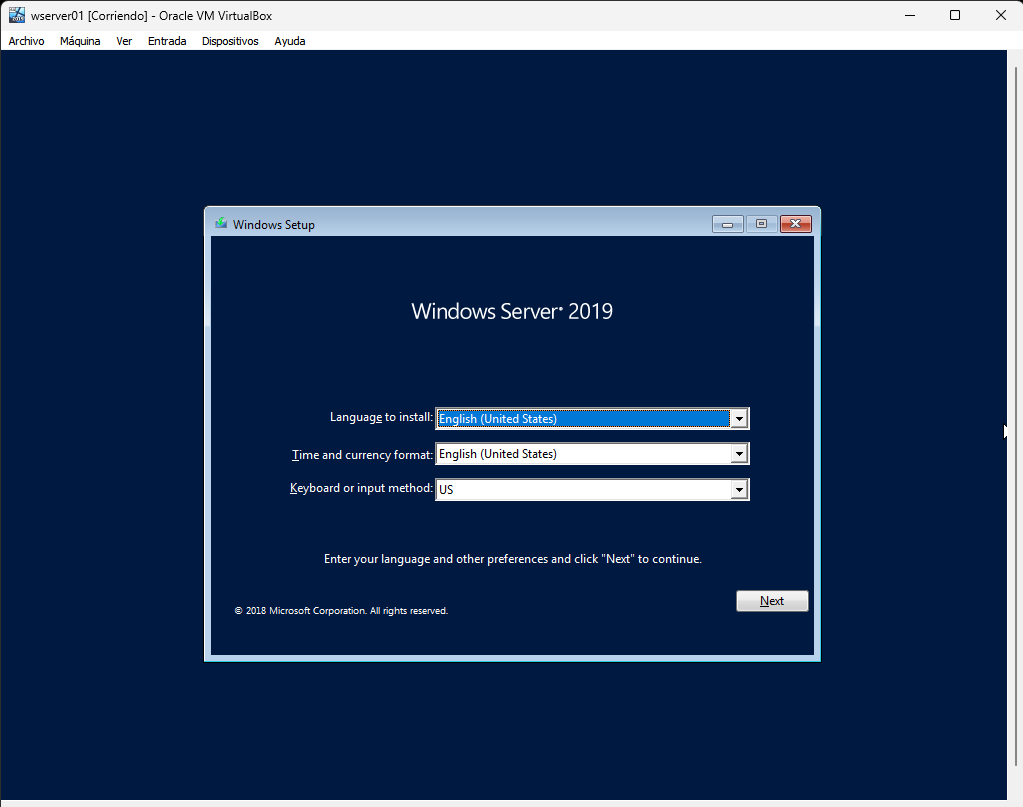 wserver01 [Corriendo] - Oracle VM VirtualBox
Archivo Máquina Ver Entrada Dispositivos Ayuda
Windows Setup
Windows Server® 2019
Language to install: English (United States)
Time and currency format: English (United States)
Keyboard or input method: US
Enter your language and other preferences and click "Next" to continue.
Next
© 2018 Microsoft Corporation. All rights reserved.